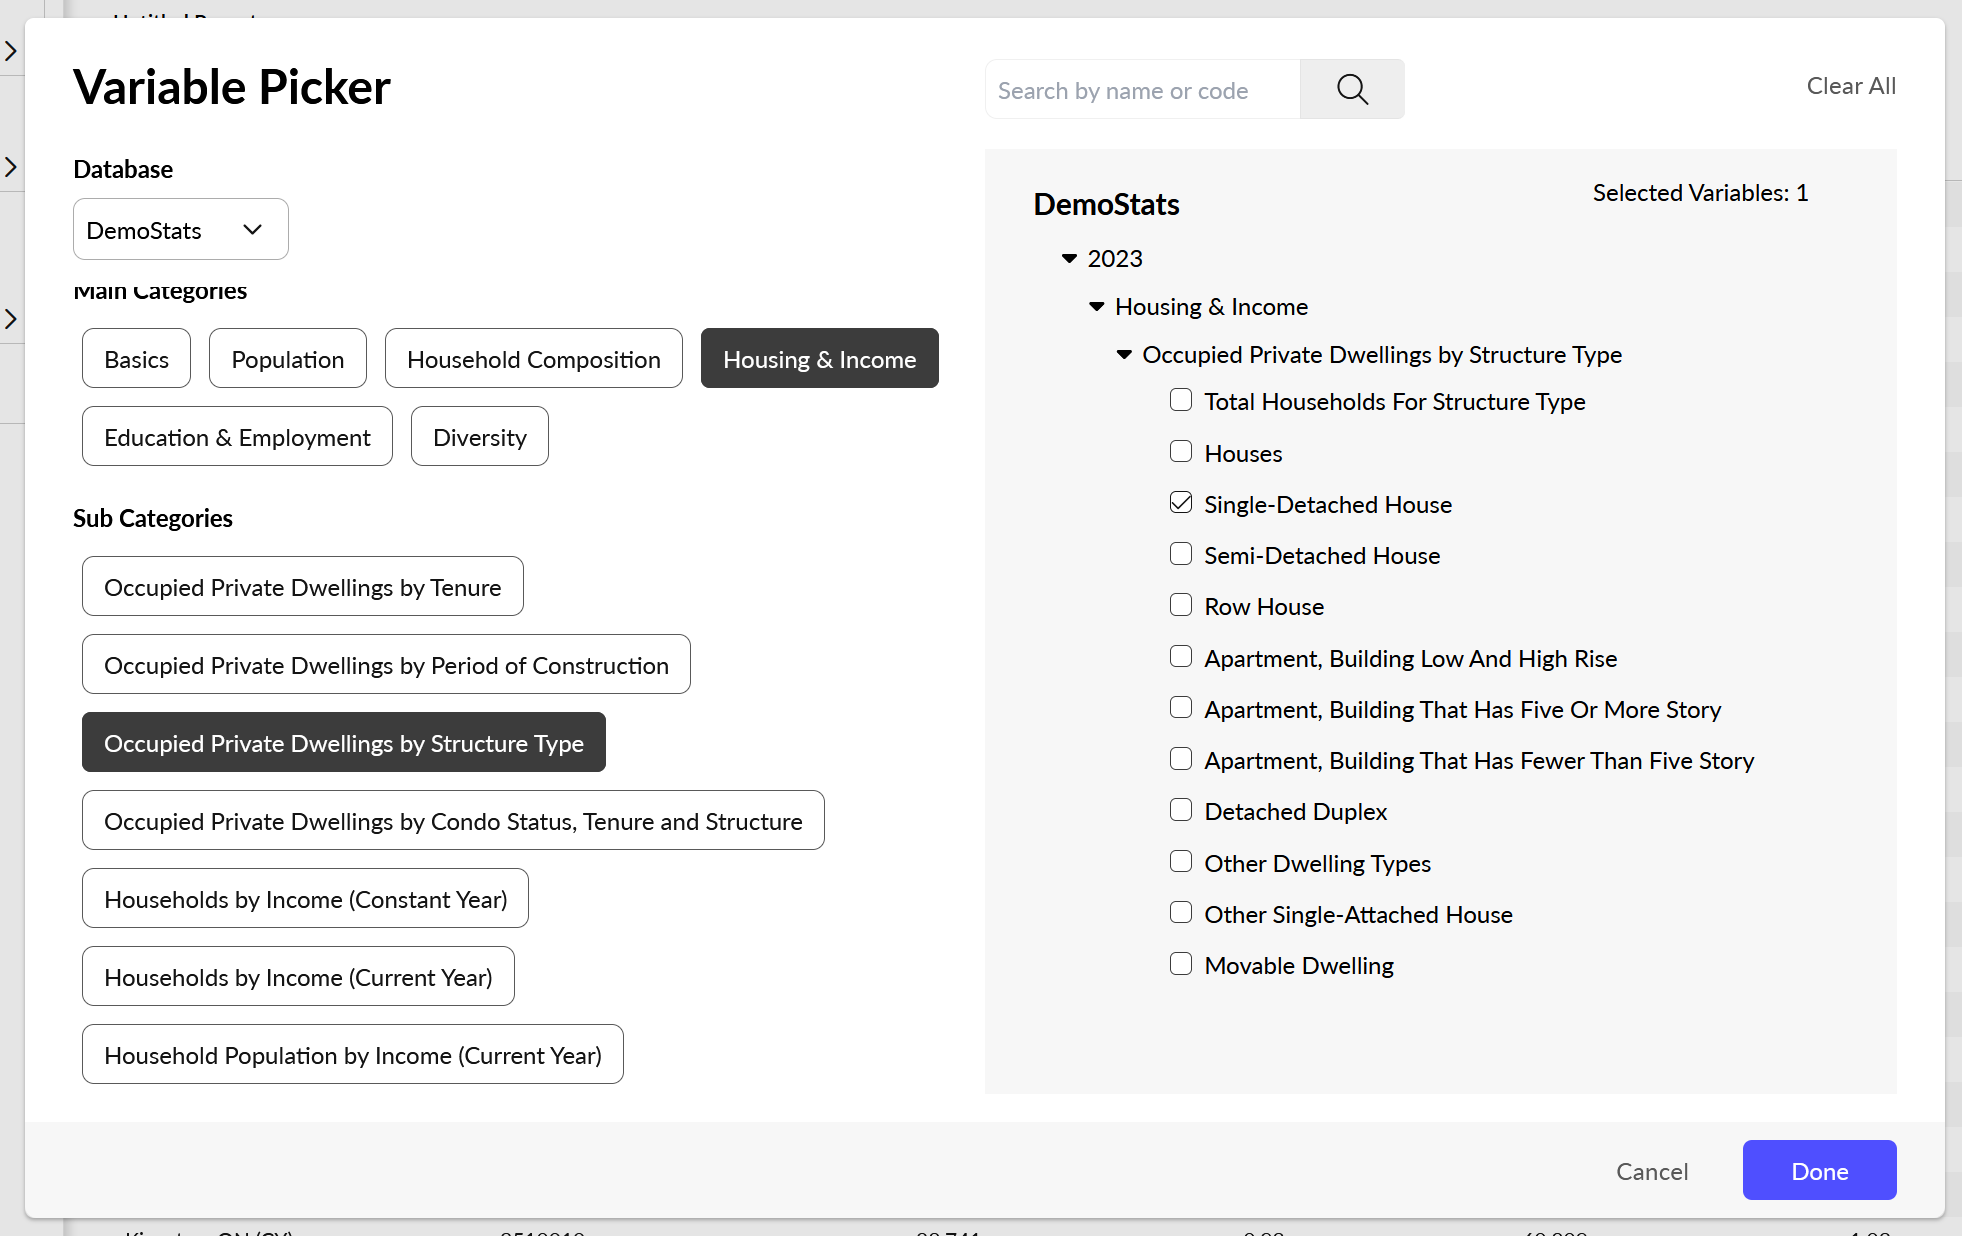 Variable Picker
Search by name or code
Clear All
Database
DemoStats
Main Categories
Basics
Population
Household Composition
Housing & Income
Education & Employment
Diversity
Sub Categories
Occupied Private Dwellings by Tenure
Occupied Private Dwellings by Period of Construction
Occupied Private Dwellings by Structure Type
Occupied Private Dwellings by Condo Status, Tenure and Structure
Households by Income (Constant Year)
Households by Income (Current Year)
Household Population by Income (Current Year)
DemoStats
Selected Variables: 1
2023
Housing & Income
Occupied Private Dwellings by Structure Type
Total Households For Structure Type
Houses
Single-Detached House
Semi-Detached House
Row House
Apartment, Building Low And High Rise
Apartment, Building That Has Five Or More Story
Apartment, Building That Has Fewer Than Five Story
Detached Duplex
Other Dwelling Types
Other Single-Attached House
Movable Dwelling
Cancel
Done